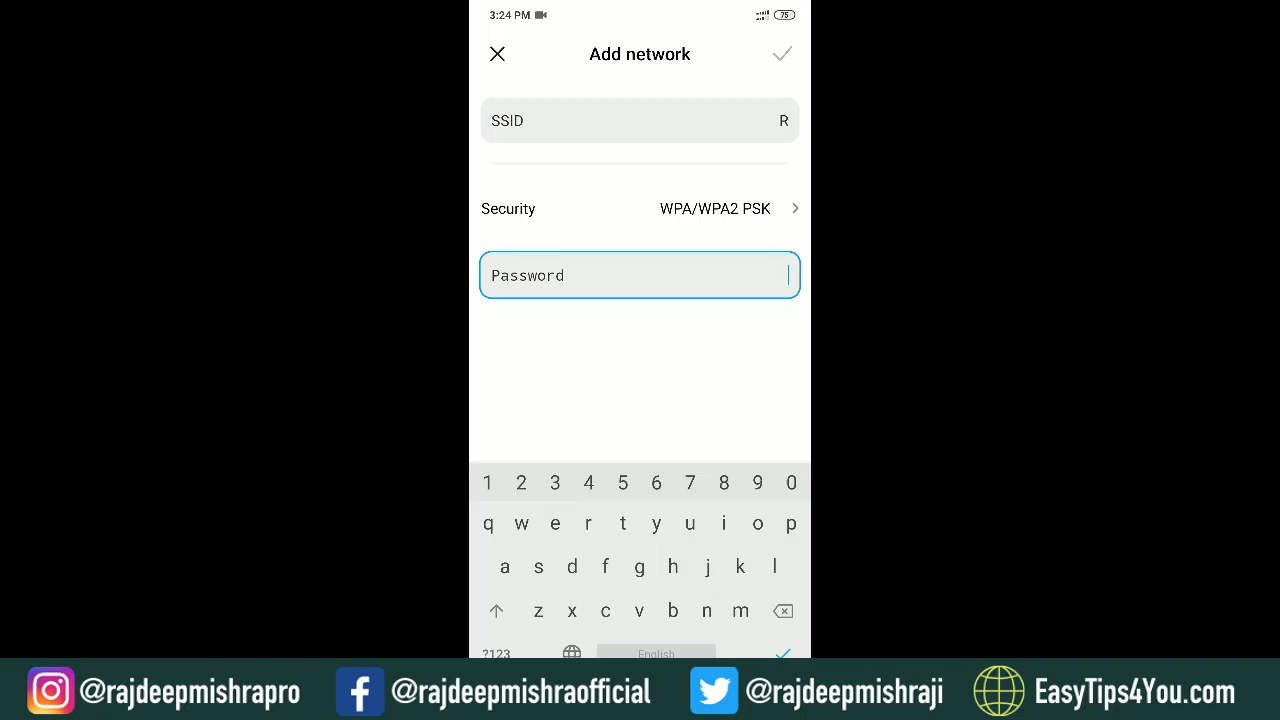 3:24 PM 75
Add network
SSID R
Security WPA/WPA2 PSK
Password
1 2 3 4 5 6 7 8 9 0
q w e r t y u i o p
a s d f g h j k l
z x c v b n m
?123 English
@rajdeepmishrapro @rajdeepmishraofficial @rajdeepmishraji EasyTips4You.com